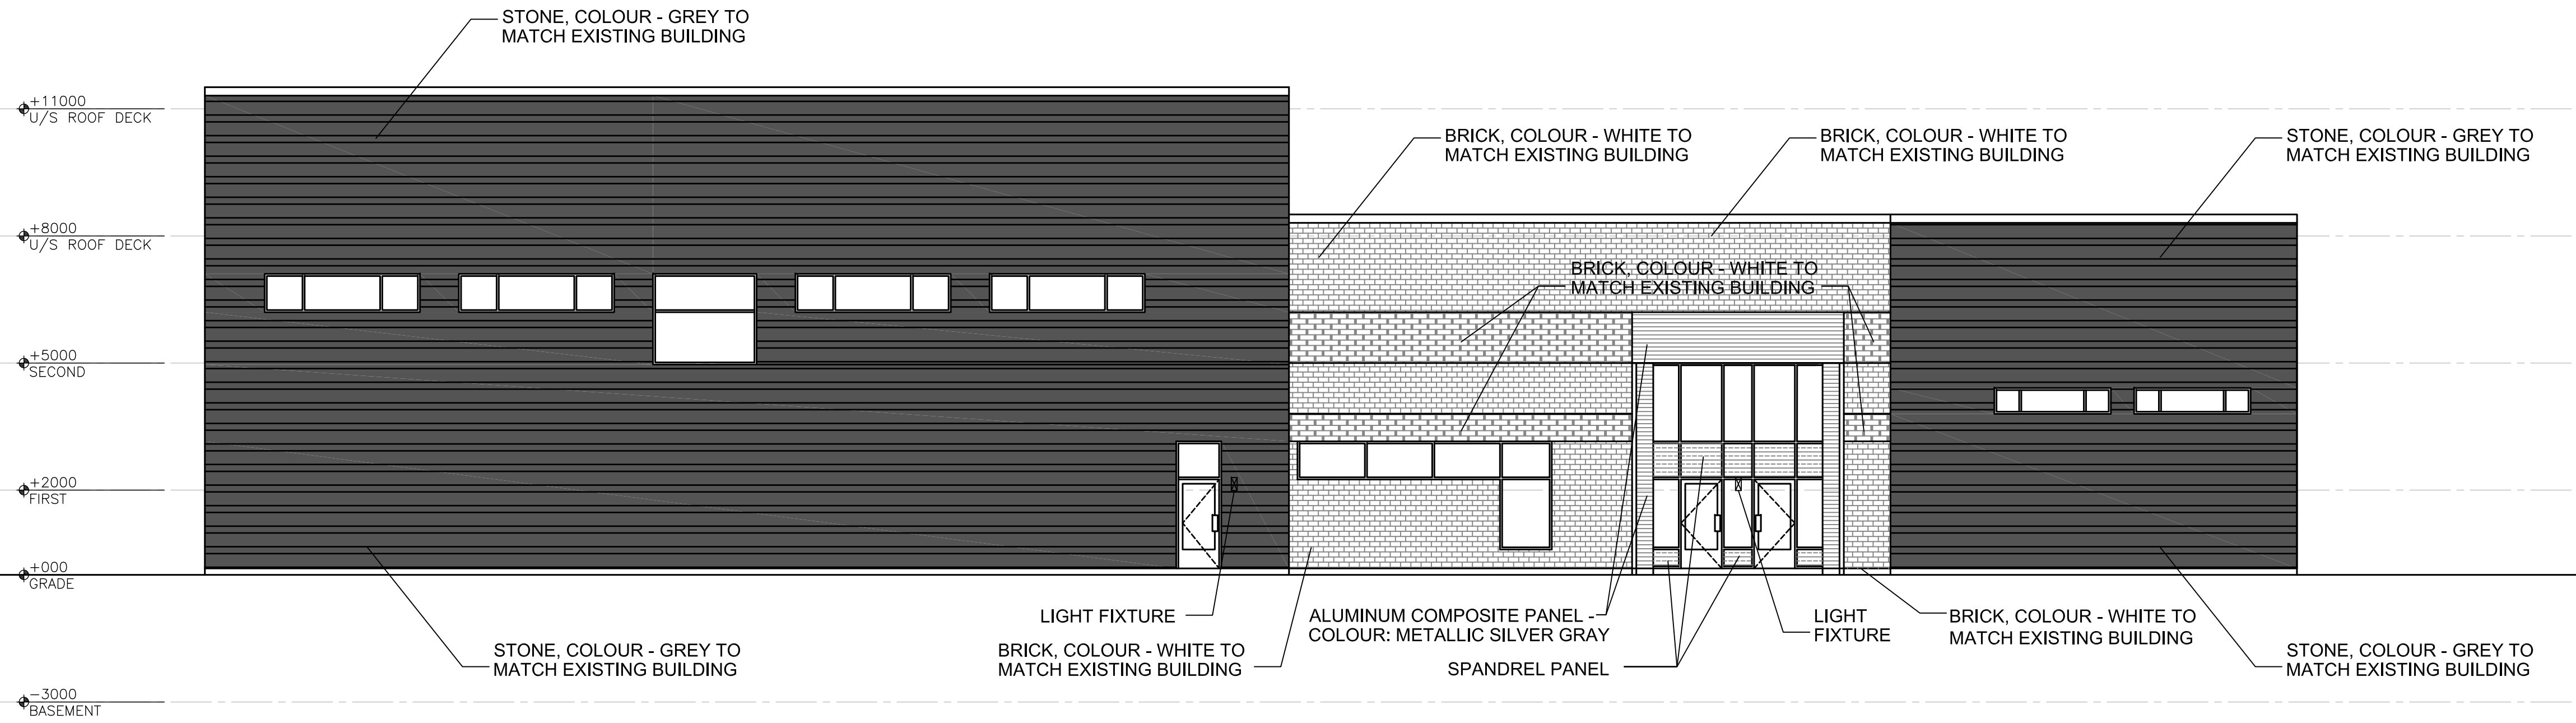 STONE, COLOUR - GREY TO
MATCH EXISTING BUILDING
+11000
U/S ROOF DECK
BRICK, COLOUR - WHITE TO
MATCH EXISTING BUILDING
BRICK, COLOUR - WHITE TO
MATCH EXISTING BUILDING
STONE, COLOUR - GREY TO
MATCH EXISTING BUILDING
+8000
U/S ROOF DECK
BRICK, COLOUR - WHITE TO
MATCH EXISTING BUILDING
+5000
SECOND
+2000
FIRST
+000
GRADE
LIGHT FIXTURE
ALUMINUM COMPOSITE PANEL -
COLOUR: METALLIC SILVER GRAY
LIGHT
FIXTURE
BRICK, COLOUR - WHITE TO
MATCH EXISTING BUILDING
STONE, COLOUR - GREY TO
MATCH EXISTING BUILDING
BRICK, COLOUR - WHITE TO
MATCH EXISTING BUILDING
SPANDREL PANEL
STONE, COLOUR - GREY TO
MATCH EXISTING BUILDING
-3000
BASEMENT